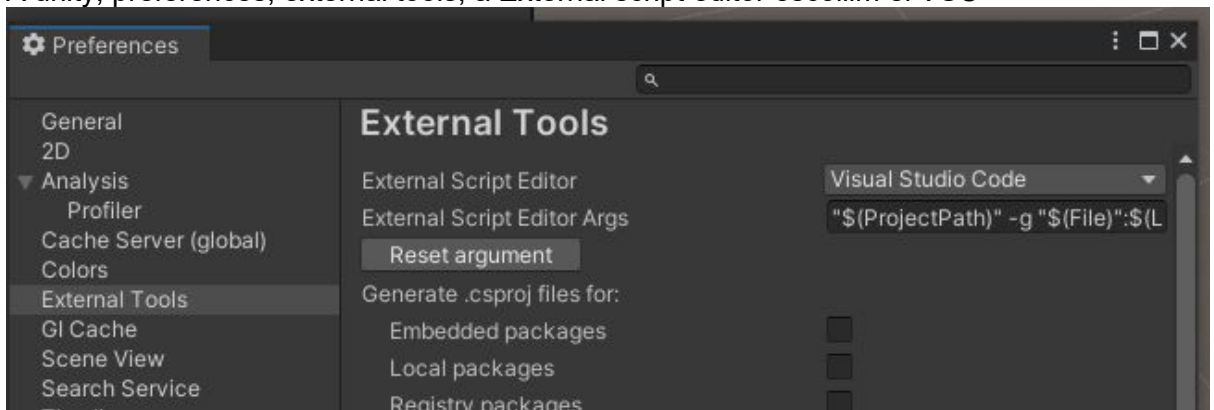 Preferences
General
2D
Analysis
Profiler
Cache Server (global)
Colors
External Tools
GI Cache
Scene View
Search Service
External Tools
External Script Editor
Visual Studio Code
External Script Editor Args
"$(ProjectPath)" -g "$(File)":$(L
Reset argument
Generate .csproj files for:
Embedded packages
Local packages
Registry packages